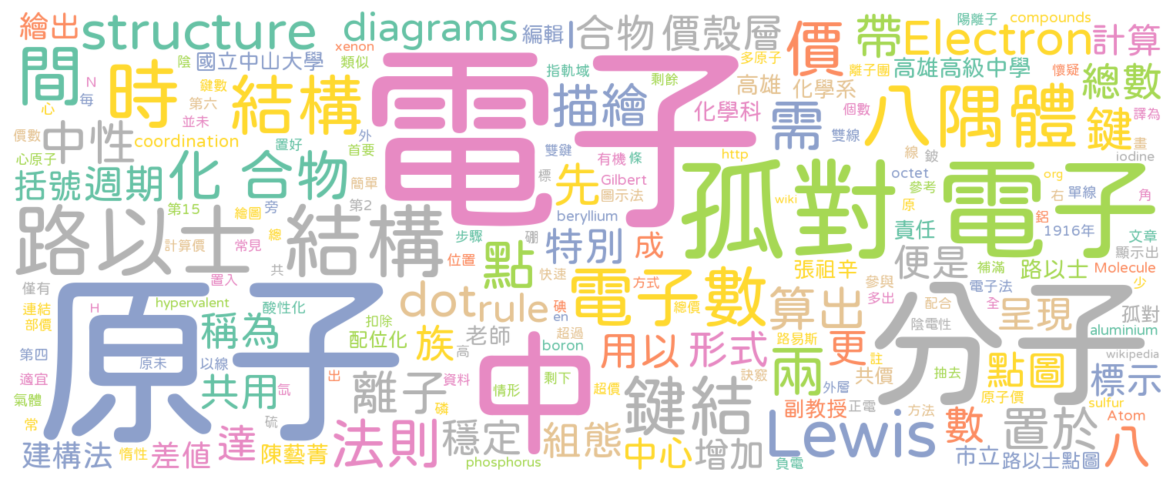 繪出
structure
diagrams
編輯
合物
價殼層
價
帶
Electron
陽離子
compounds
計算
xenon
陰
國立中山大學
類似
間
時
結構
電子
指軌域
多原子
剩餘
高雄
化學系
離子團
高雄高級中學
懷疑
總數
N
鍵數
心
每
第六
並未
描繪
化學科
需
個數
雙線
八隅體
譯為
鍵
價數
中性
coordination
置好
外
首要
雙鍵
有機
條
http
線
鈹
畫
iodine
心原子
括號
週期
化
合物
簡單
標
先
Gilbert
圖示法
octet
參考
org
單線
鋁
角
孤對
電子
wiki
原
右
第15
繪圖
旁
第2
beryllium
責任
1916年
文章
路以士
結構
計算價
常見
總
步驟
硼
特別
成
點
位置
快速
張祖辛
便是
補滿
路以士
顯示出
Molecule
少
僅有
置入
共
碘
方式
電子數
參與
電子法
全
連結
部價
H
hypervalent
酸性化
dot
rule
en
總價
算出
多出
配合
呈現
孤對
原子
稱為
扣除
超過
路易斯
陰電性
aluminium
配位化
族
老師
boron
用以
形式
兩
更
分子
註
wikipedia
第四
原未
以線
高
中
點圖
標示
適宜
共用
氙
出
離子
資料
情形
剩下
超價
鍵結
訣竅
外層
共價
原子價
抽去
氣體
常
磷
副教授
正電
方法
sulfur
Atom
惰性
硫
法則
穩定
組態
中心
增加
Lewis
數
置於
八
建構法
差值
達
陳藝菁
phosphorus
負電
市立
路以士點圖